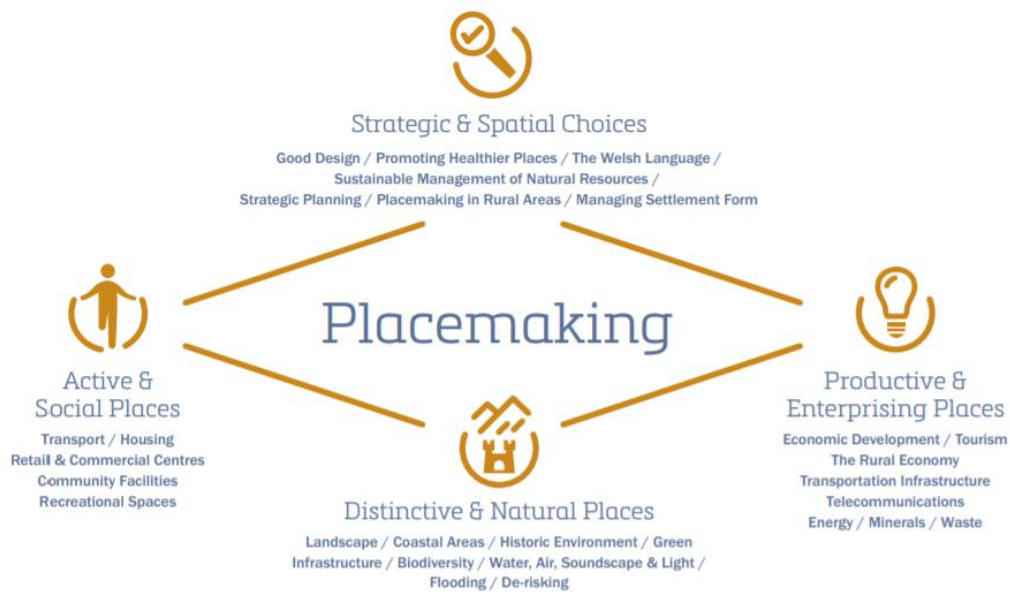 Strategic & Spatial Choices
Good Design / Promoting Healthier Places / The Welsh Language /
Sustainable Management of Natural Resources /
Strategic Planning / Placemaking in Rural Areas / Managing Settlement Form
Placemaking
Active &
Social Places
Transport / Housing
Retail & Commercial Centres
Community Facilities
Recreational Spaces
Productive &
Enterprising Places
Economic Development / Tourism
The Rural Economy
Transportation Infrastructure
Telecommunications
Energy / Minerals / Waste
Distinctive & Natural Places
Landscape / Coastal Areas / Historic Environment / Green
Infrastructure / Biodiversity / Water, Air, Soundscape & Light /
Flooding / De-risking